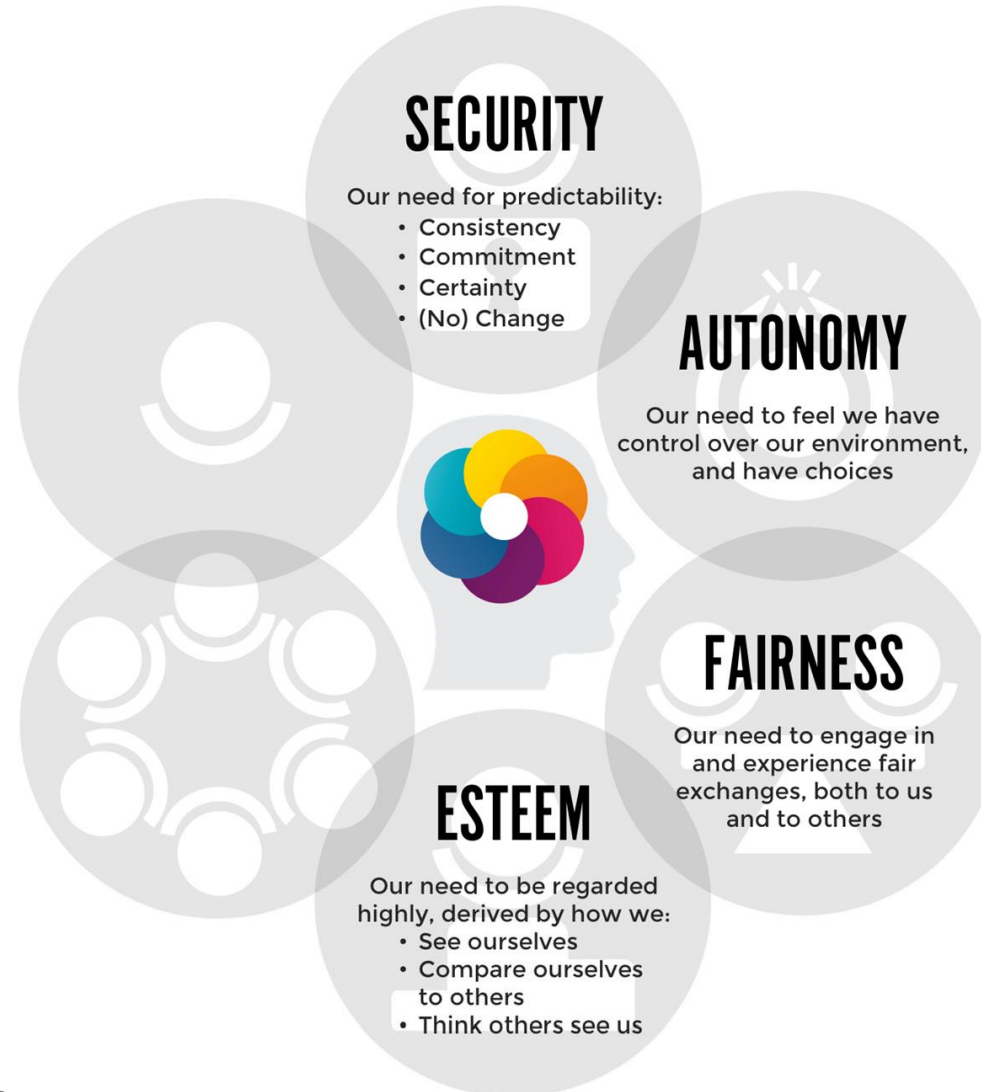 SECURITY
Our need for predictability:
• Consistency
• Commitment
• Certainty
• (No) Change
AUTONOMY
Our need to feel we have
control over our environment,
and have choices
FAIRNESS
Our need to engage in
and experience fair
exchanges, both to us
and to others
ESTEEM
Our need to be regarded
highly, derived by how we:
• See ourselves
• Compare ourselves
to others
• Think others see us